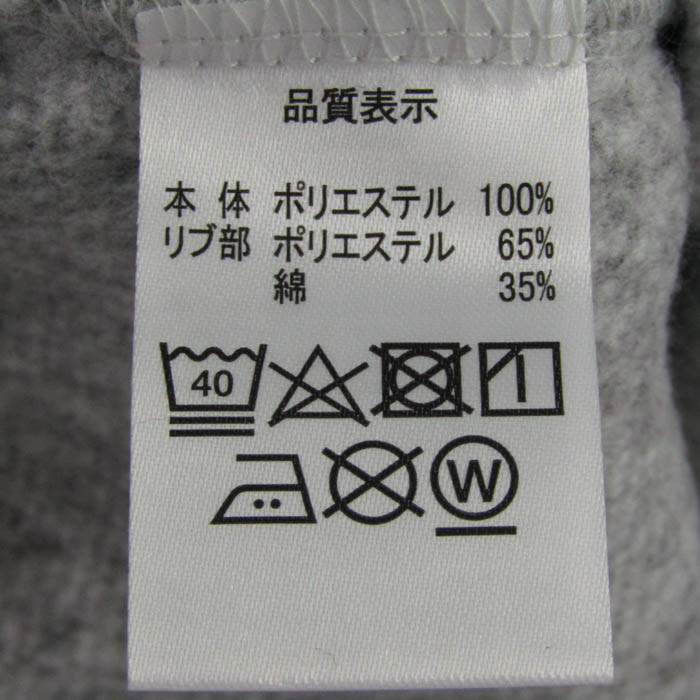 品質表示
本体 ポリエステル 100%
リブ部 ポリエステル 65%
綿 35%
40
W